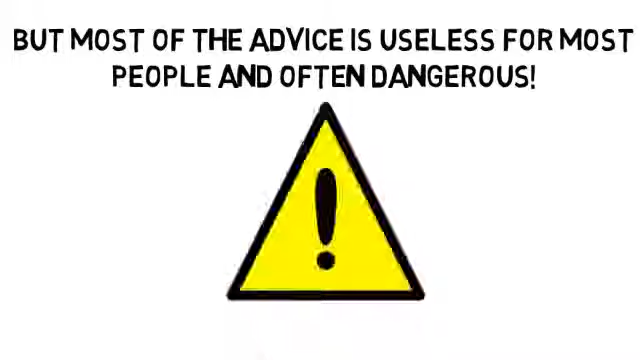 BUT MOST OF THE ADVICE IS USELESS FOR MOST
PEOPLE AND OFTEN DANGEROUS!
!